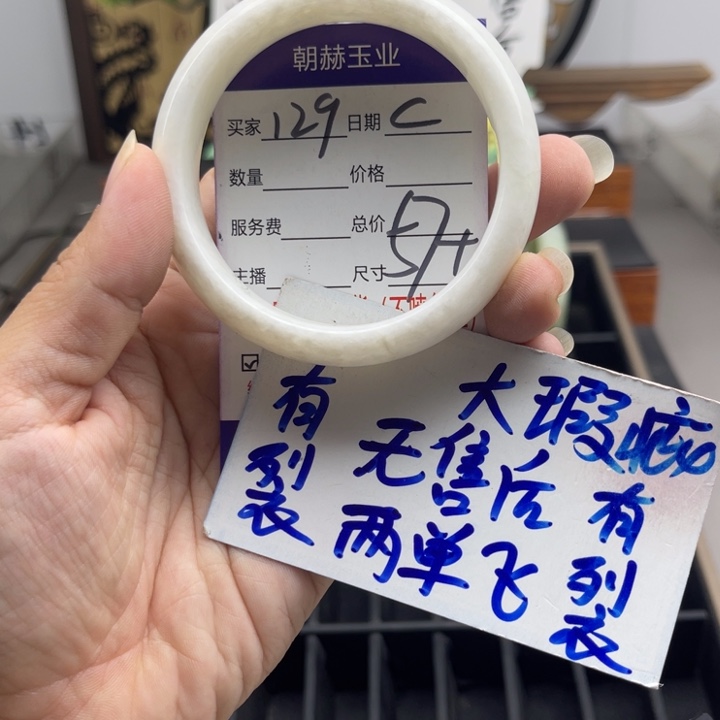 朝赫玉业
买家 129 日期 C
数量 价格
服务费 总价
主播 尺寸 57+
大瑕疵
无售后
两单飞
有裂
有裂